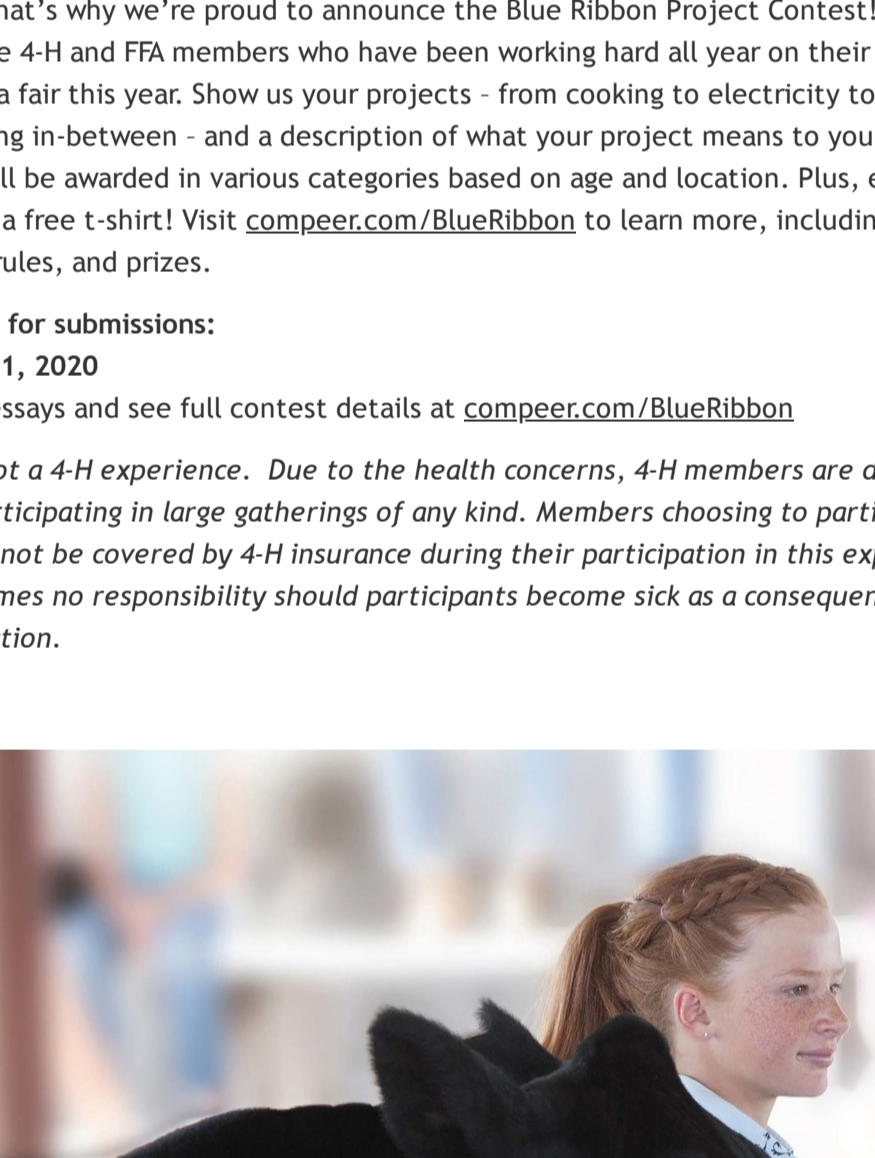 hat's why we're proud to announce the Blue Ribbon Project Contest!
e 4-H and FFA members who have been working hard all year on their
a fair this year. Show us your projects - from cooking to electricity to
ng in-between - and a description of what your project means to you
ll be awarded in various categories based on age and location. Plus, e
a free t-shirt! Visit compeer.com/BlueRibbon to learn more, includin
rules, and prizes.
for submissions:
1, 2020
ssays and see full contest details at compeer.com/BlueRibbon
ot a 4-H experience. Due to the health concerns, 4-H members are d
ticipating in large gatherings of any kind. Members choosing to parti
not be covered by 4-H insurance during their participation in this exp
mes no responsibility should participants become sick as a consequen
tion.